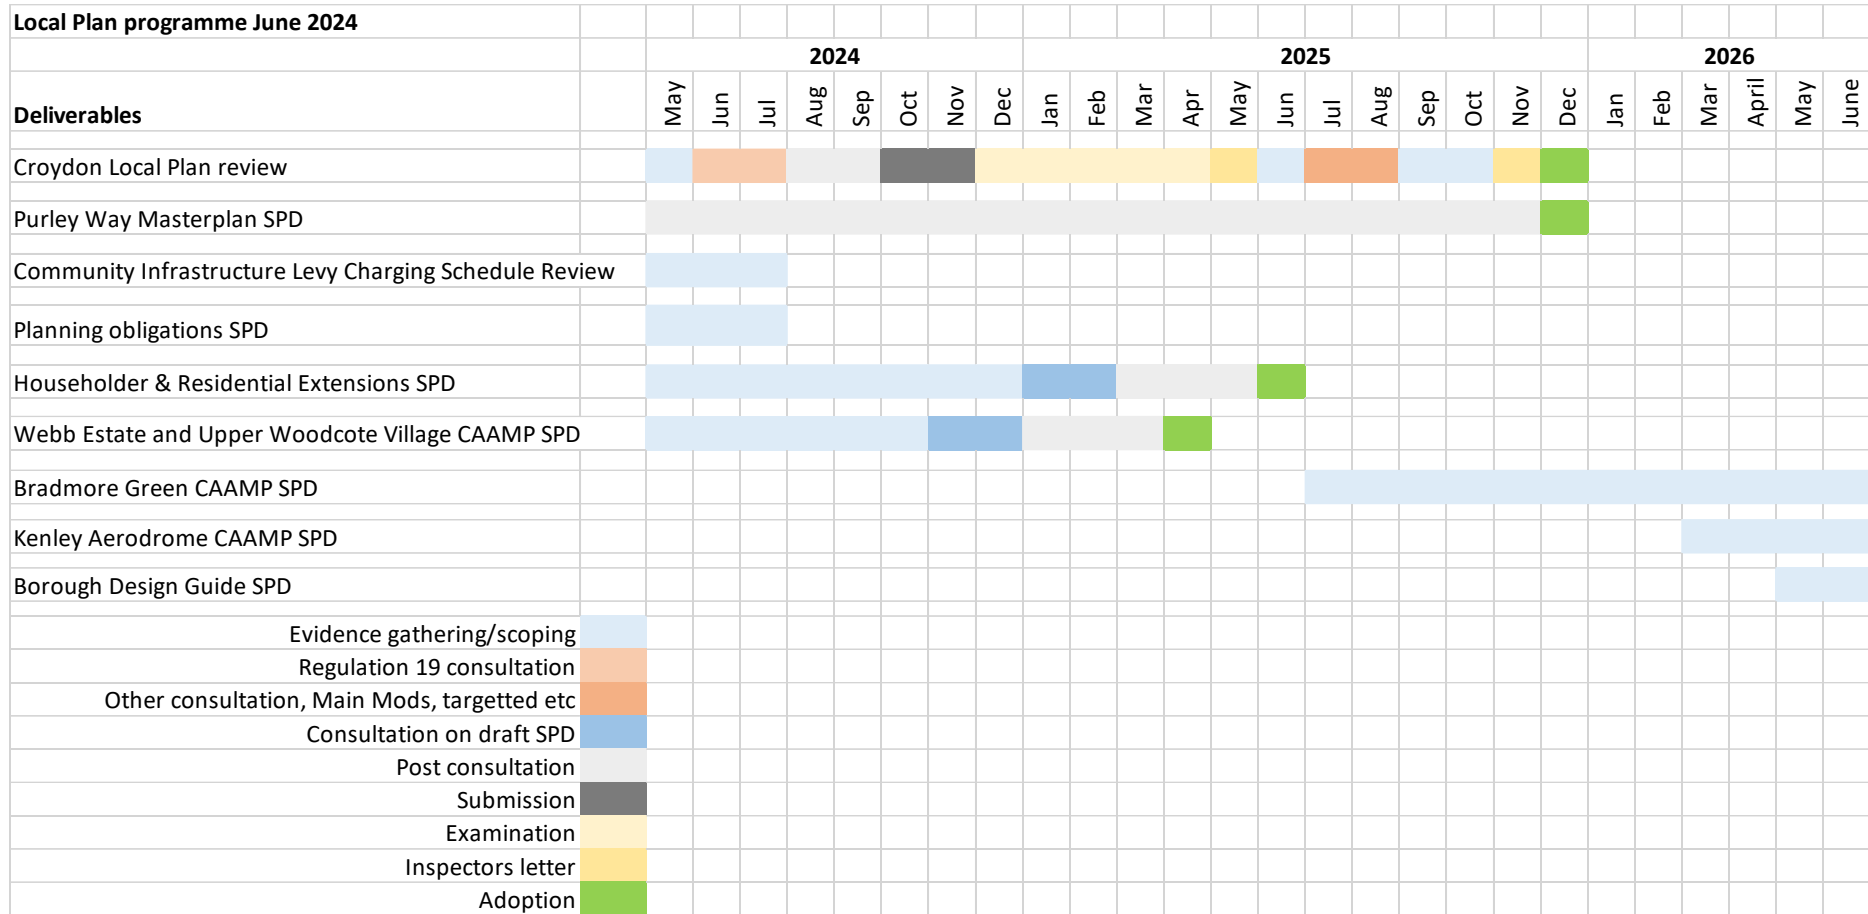 Local Plan programme June 2024
2024 2025 2026
Deliverables May Jun Jul Aug Sep Oct Nov Dec Jan Feb Mar Apr May Jun Jul Aug Sep Oct Nov Dec Jan Feb Mar April May June
Croydon Local Plan review
Purley Way Masterplan SPD
Community Infrastructure Levy Charging Schedule Review
Planning obligations SPD
Householder & Residential Extensions SPD
Webb Estate and Upper Woodcote Village CAAMP SPD
Bradmore Green CAAMP SPD
Kenley Aerodrome CAAMP SPD
Borough Design Guide SPD
Evidence gathering/scoping
Regulation 19 consultation
Other consultation, Main Mods, targetted etc
Consultation on draft SPD
Post consultation
Submission
Examination
Inspectors letter
Adoption